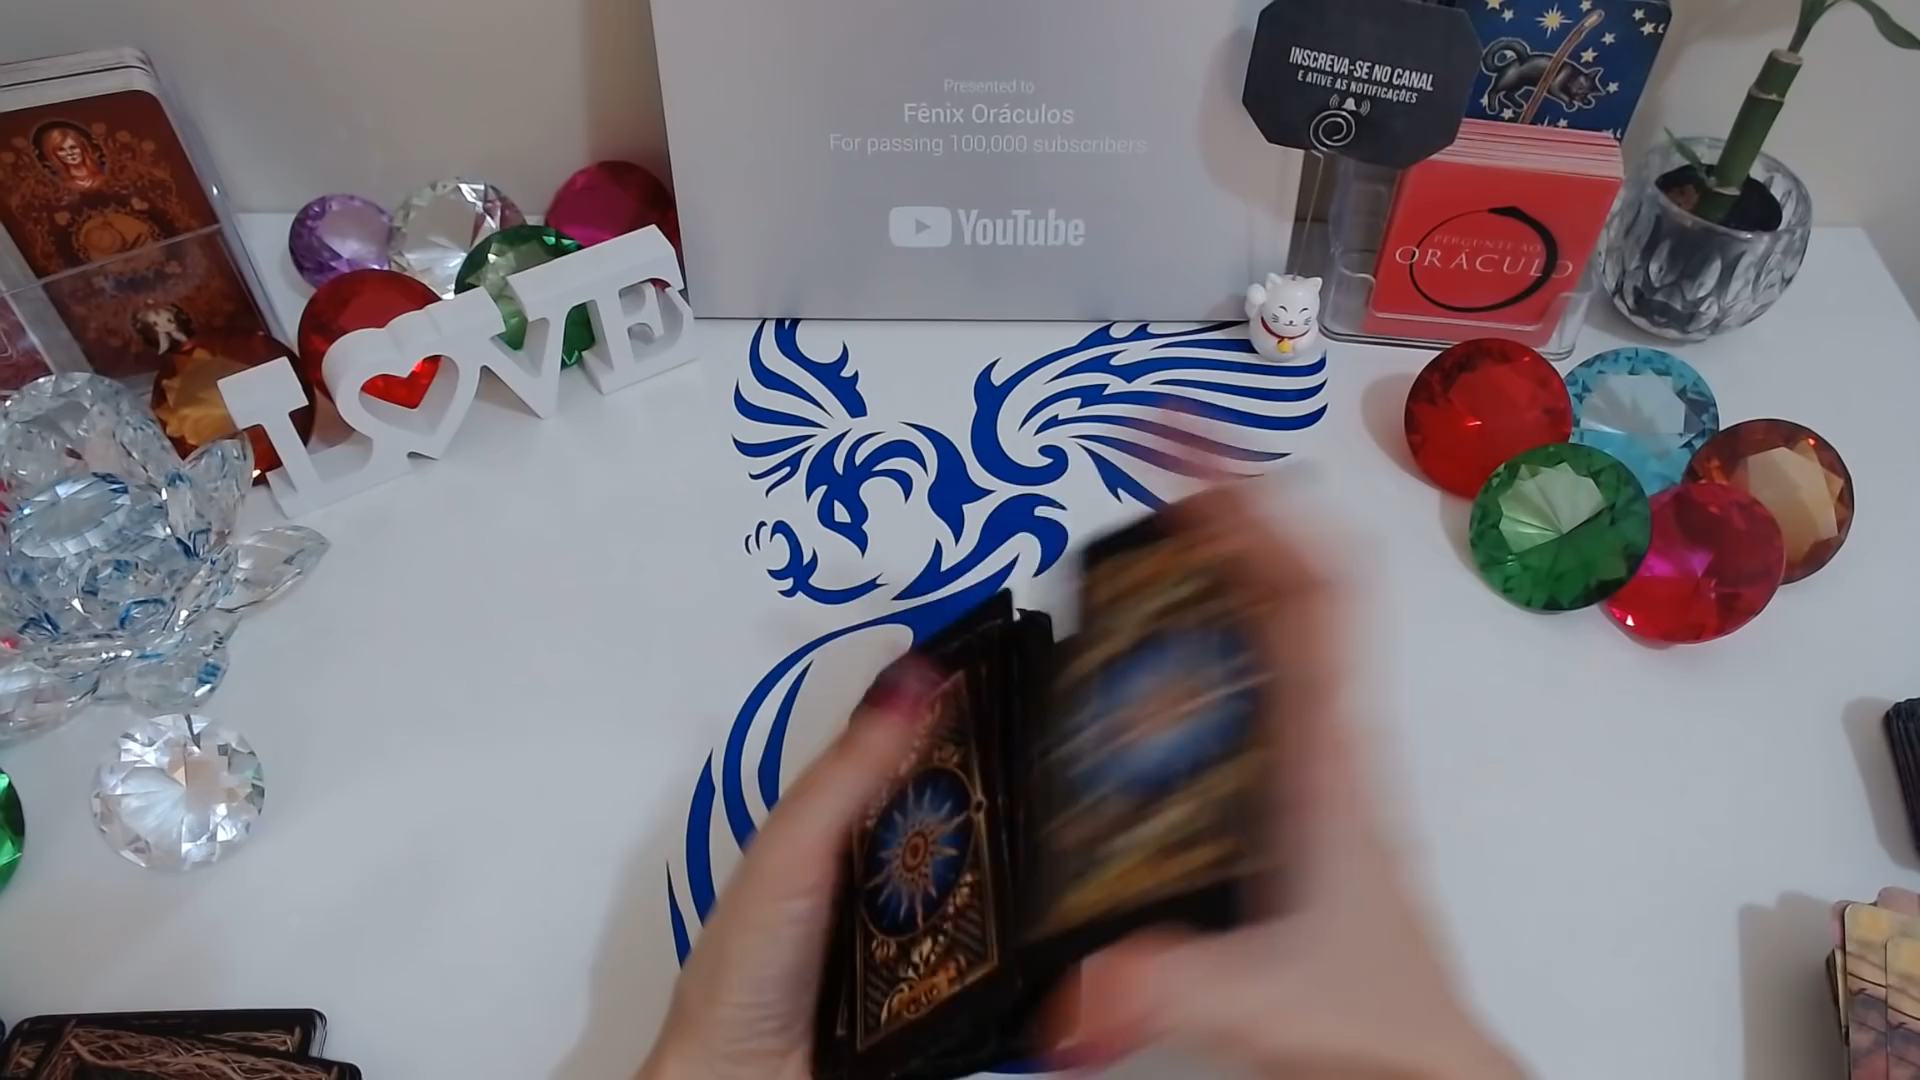 Presented to
Fênix Oráculos
For passing 100,000 subscribers
YouTube
INSCREVA-SE NO CANAL
E ATIVE AS NOTIFICAÇÕES
PERGUNTE AO
ORÁCULO
LOVE